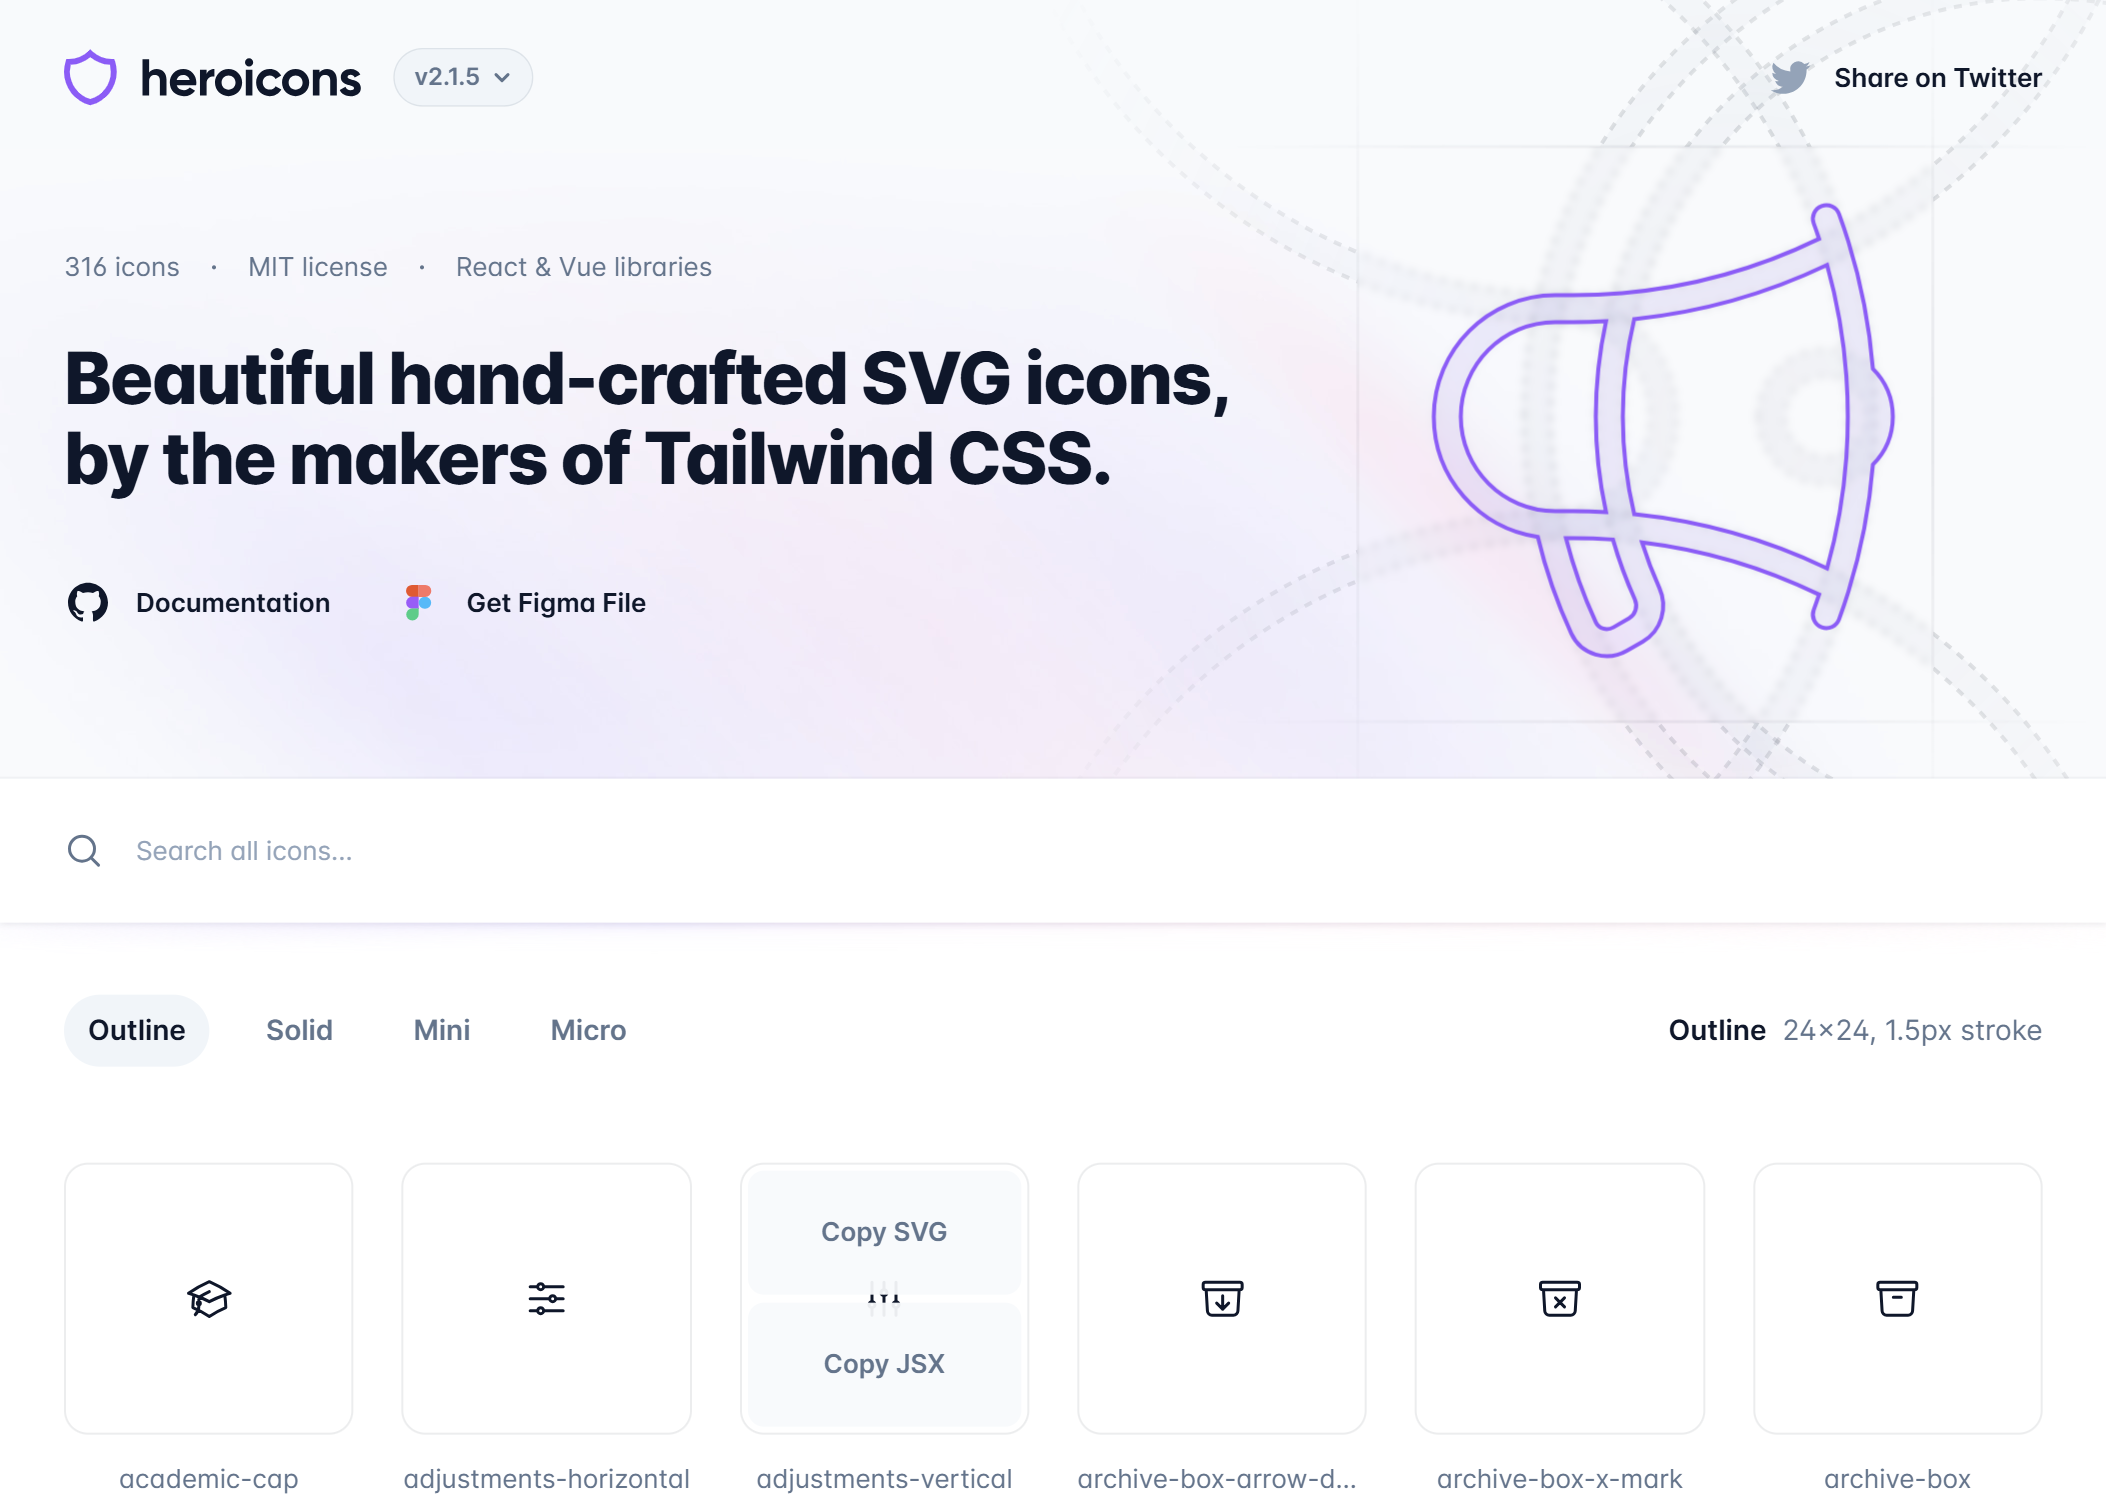 heroicons v2.1.5 Share on Twitter
316 icons · MIT license · React & Vue libraries
Beautiful hand-crafted SVG icons,
by the makers of Tailwind CSS.
Documentation Get Figma File
Search all icons...
Outline Solid Mini Micro Outline 24×24, 1.5px stroke
Copy SVG
Copy JSX
academic-cap adjustments-horizontal adjustments-vertical archive-box-arrow-d... archive-box-x-mark archive-box